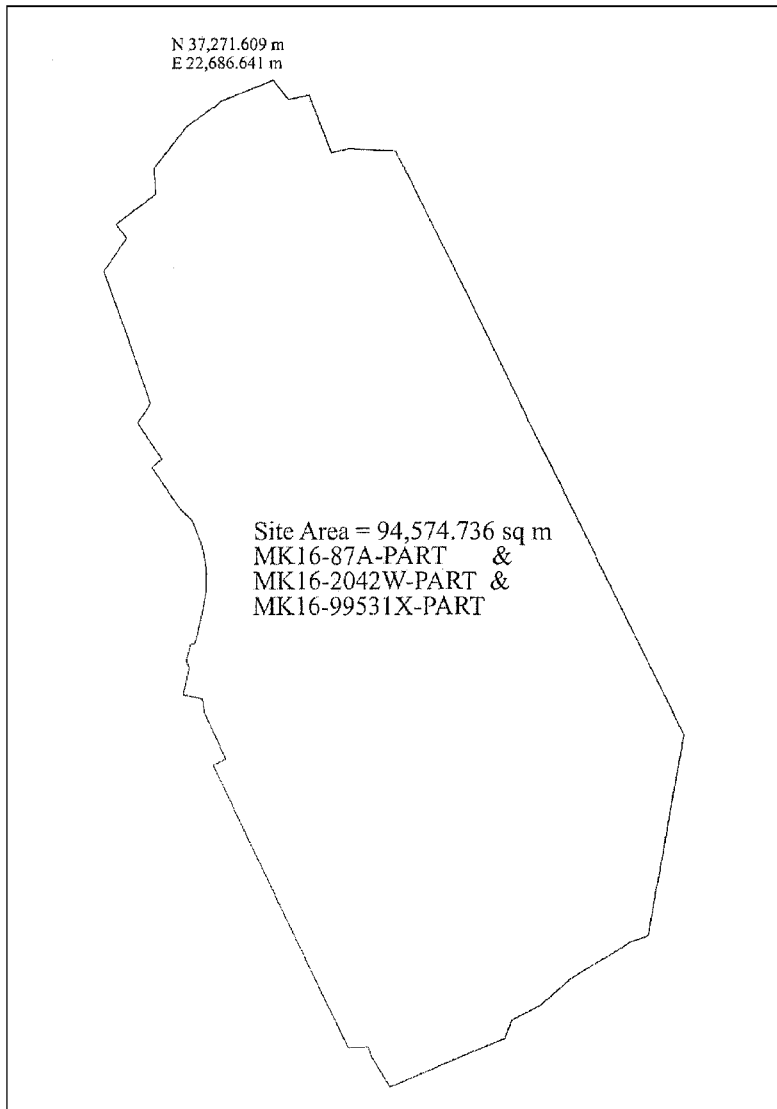 N 37,271.609 m
E 22,686.641 m
Site Area = 94,574.736 sq m
MK16-87A-PART &
MK16-2042W-PART &
MK16-99531X-PART